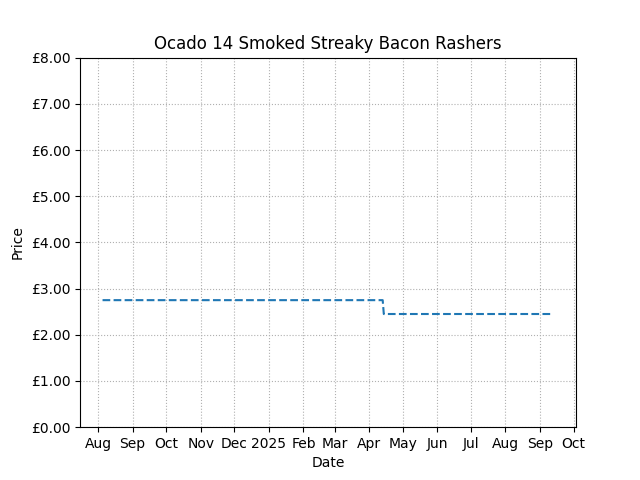 Ocado 14 Smoked Streaky Bacon Rashers
£8.00
£7.00
£6.00
£5.00
£4.00
£3.00
£2.00
£1.00
£0.00
Price
Aug Sep Oct Nov Dec 2025 Feb Mar Apr May Jun Jul Aug Sep Oct
Date